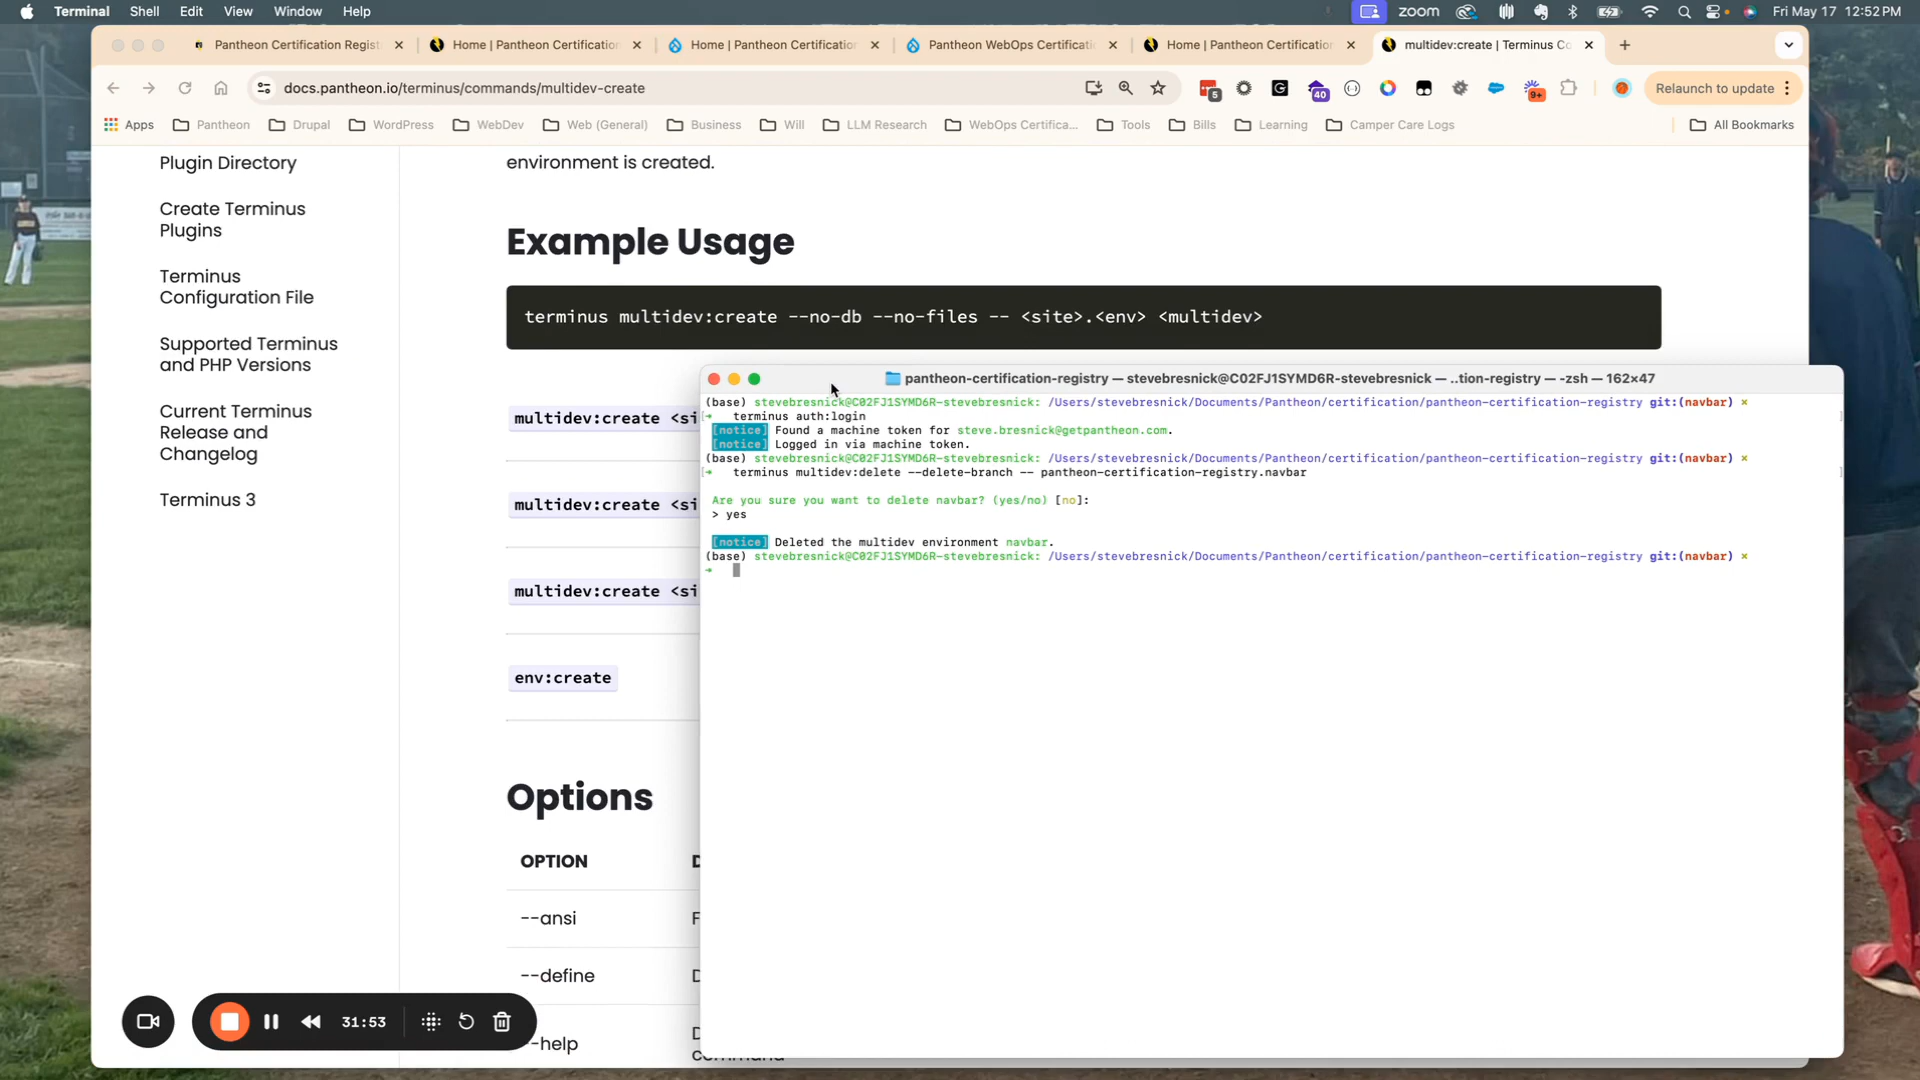 Terminal Shell Edit View Window Help zoom Fri May 17 12:52 PM
Pantheon Certification Regist Home | Pantheon Certification Home | Pantheon Certification Pantheon WebOps Certificati Home | Pantheon Certification multidev:create | Terminus Co
docs.pantheon.io/terminus/commands/multidev-create 5 40 9+ Relaunch to update
Apps Pantheon Drupal WordPress WebDev Web (General) Business Will LLM Research WebOps Certifica... Tools Bills Learning Camper Care Logs All Bookmarks
Plugin Directory
Create Terminus
Plugins
Terminus
Configuration File
Supported Terminus
and PHP Versions
Current Terminus
Release and
Changelog
Terminus 3
environment is created.
Example Usage
terminus multidev:create --no-db --no-files -- <site>.<env> <multidev>
multidev:create <si
multidev:create <si
multidev:create <si
env:create
Options
OPTION D
--ansi F
--define D
--help D
command
pantheon-certification-registry — stevebresnick@C02FJ1SYMD6R-stevebresnick — ..tion-registry — -zsh — 162×47
(base) stevebresnick@C02FJ1SYMD6R-stevebresnick: /Users/stevebresnick/Documents/Pantheon/certification/pantheon-certification-registry git:(navbar) ×
➜ terminus auth:login
[notice] Found a machine token for steve.bresnick@getpantheon.com.
[notice] Logged in via machine token.
(base) stevebresnick@C02FJ1SYMD6R-stevebresnick: /Users/stevebresnick/Documents/Pantheon/certification/pantheon-certification-registry git:(navbar) ×
➜ terminus multidev:delete --delete-branch -- pantheon-certification-registry.navbar
Are you sure you want to delete navbar? (yes/no) [no]:
> yes
[notice] Deleted the multidev environment navbar.
(base) stevebresnick@C02FJ1SYMD6R-stevebresnick: /Users/stevebresnick/Documents/Pantheon/certification/pantheon-certification-registry git:(navbar) ×
➜
31:53